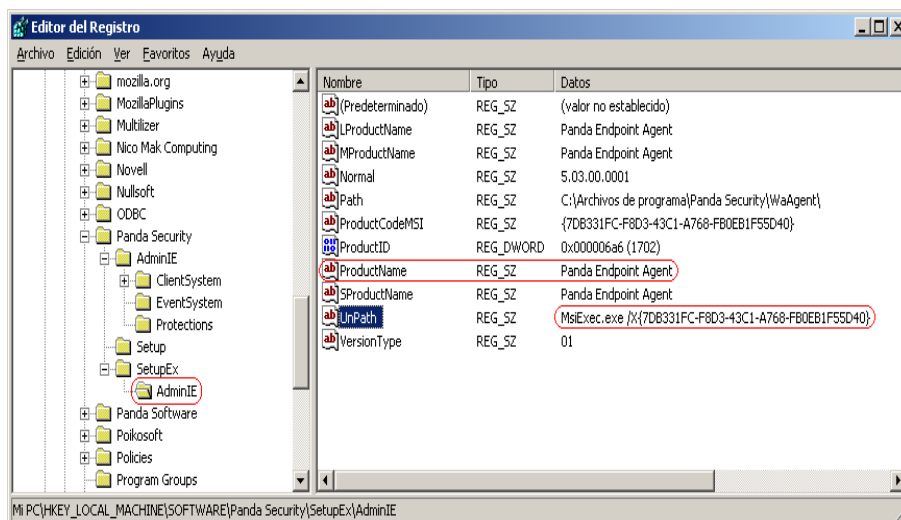 Editor del Registro
Archivo Edición Ver Favoritos Ayuda
mozilla.org
MozillaPlugins
Multilizer
Nico Mak Computing
Novell
Nullsoft
ODBC
Panda Security
AdminIE
ClientSystem
EventSystem
Protections
Setup
SetupEx
AdminIE
Panda Software
Poikosoft
Policies
Program Groups
Nombre Tipo Datos
(Predeterminado) REG_SZ (valor no establecido)
LProductName REG_SZ Panda Endpoint Agent
MProductName REG_SZ Panda Endpoint Agent
Normal REG_SZ 5.03.00.0001
Path REG_SZ C:\Archivos de programa\Panda Security\WaAgent\
ProductCodeMSI REG_SZ {7DB331FC-F8D3-43C1-A768-FB0EB1F55D40}
ProductID REG_DWORD 0x000006a6 (1702)
ProductName REG_SZ Panda Endpoint Agent
SProductName REG_SZ Panda Endpoint Agent
UnPath REG_SZ MsiExec.exe /X{7DB331FC-F8D3-43C1-A768-FB0EB1F55D40}
VersionType REG_SZ 01
Mi PC\HKEY_LOCAL_MACHINE\SOFTWARE\Panda Security\SetupEx\AdminIE